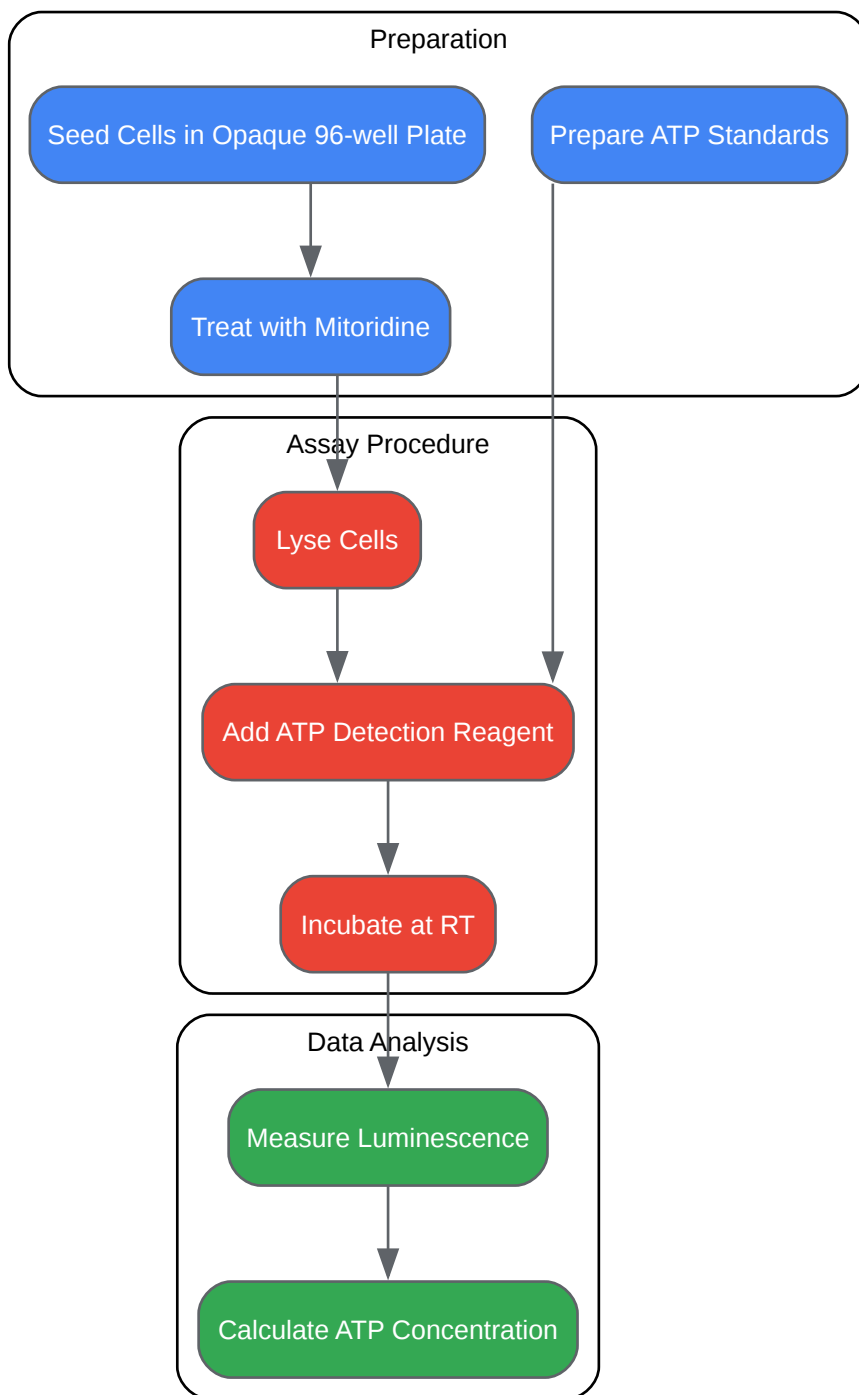 Preparation
Seed Cells in Opaque 96-well Plate
Prepare ATP Standards
Treat with Mitoridine
Assay Procedure
Lyse Cells
Add ATP Detection Reagent
Incubate at RT
Data Analysis
Measure Luminescence
Calculate ATP Concentration